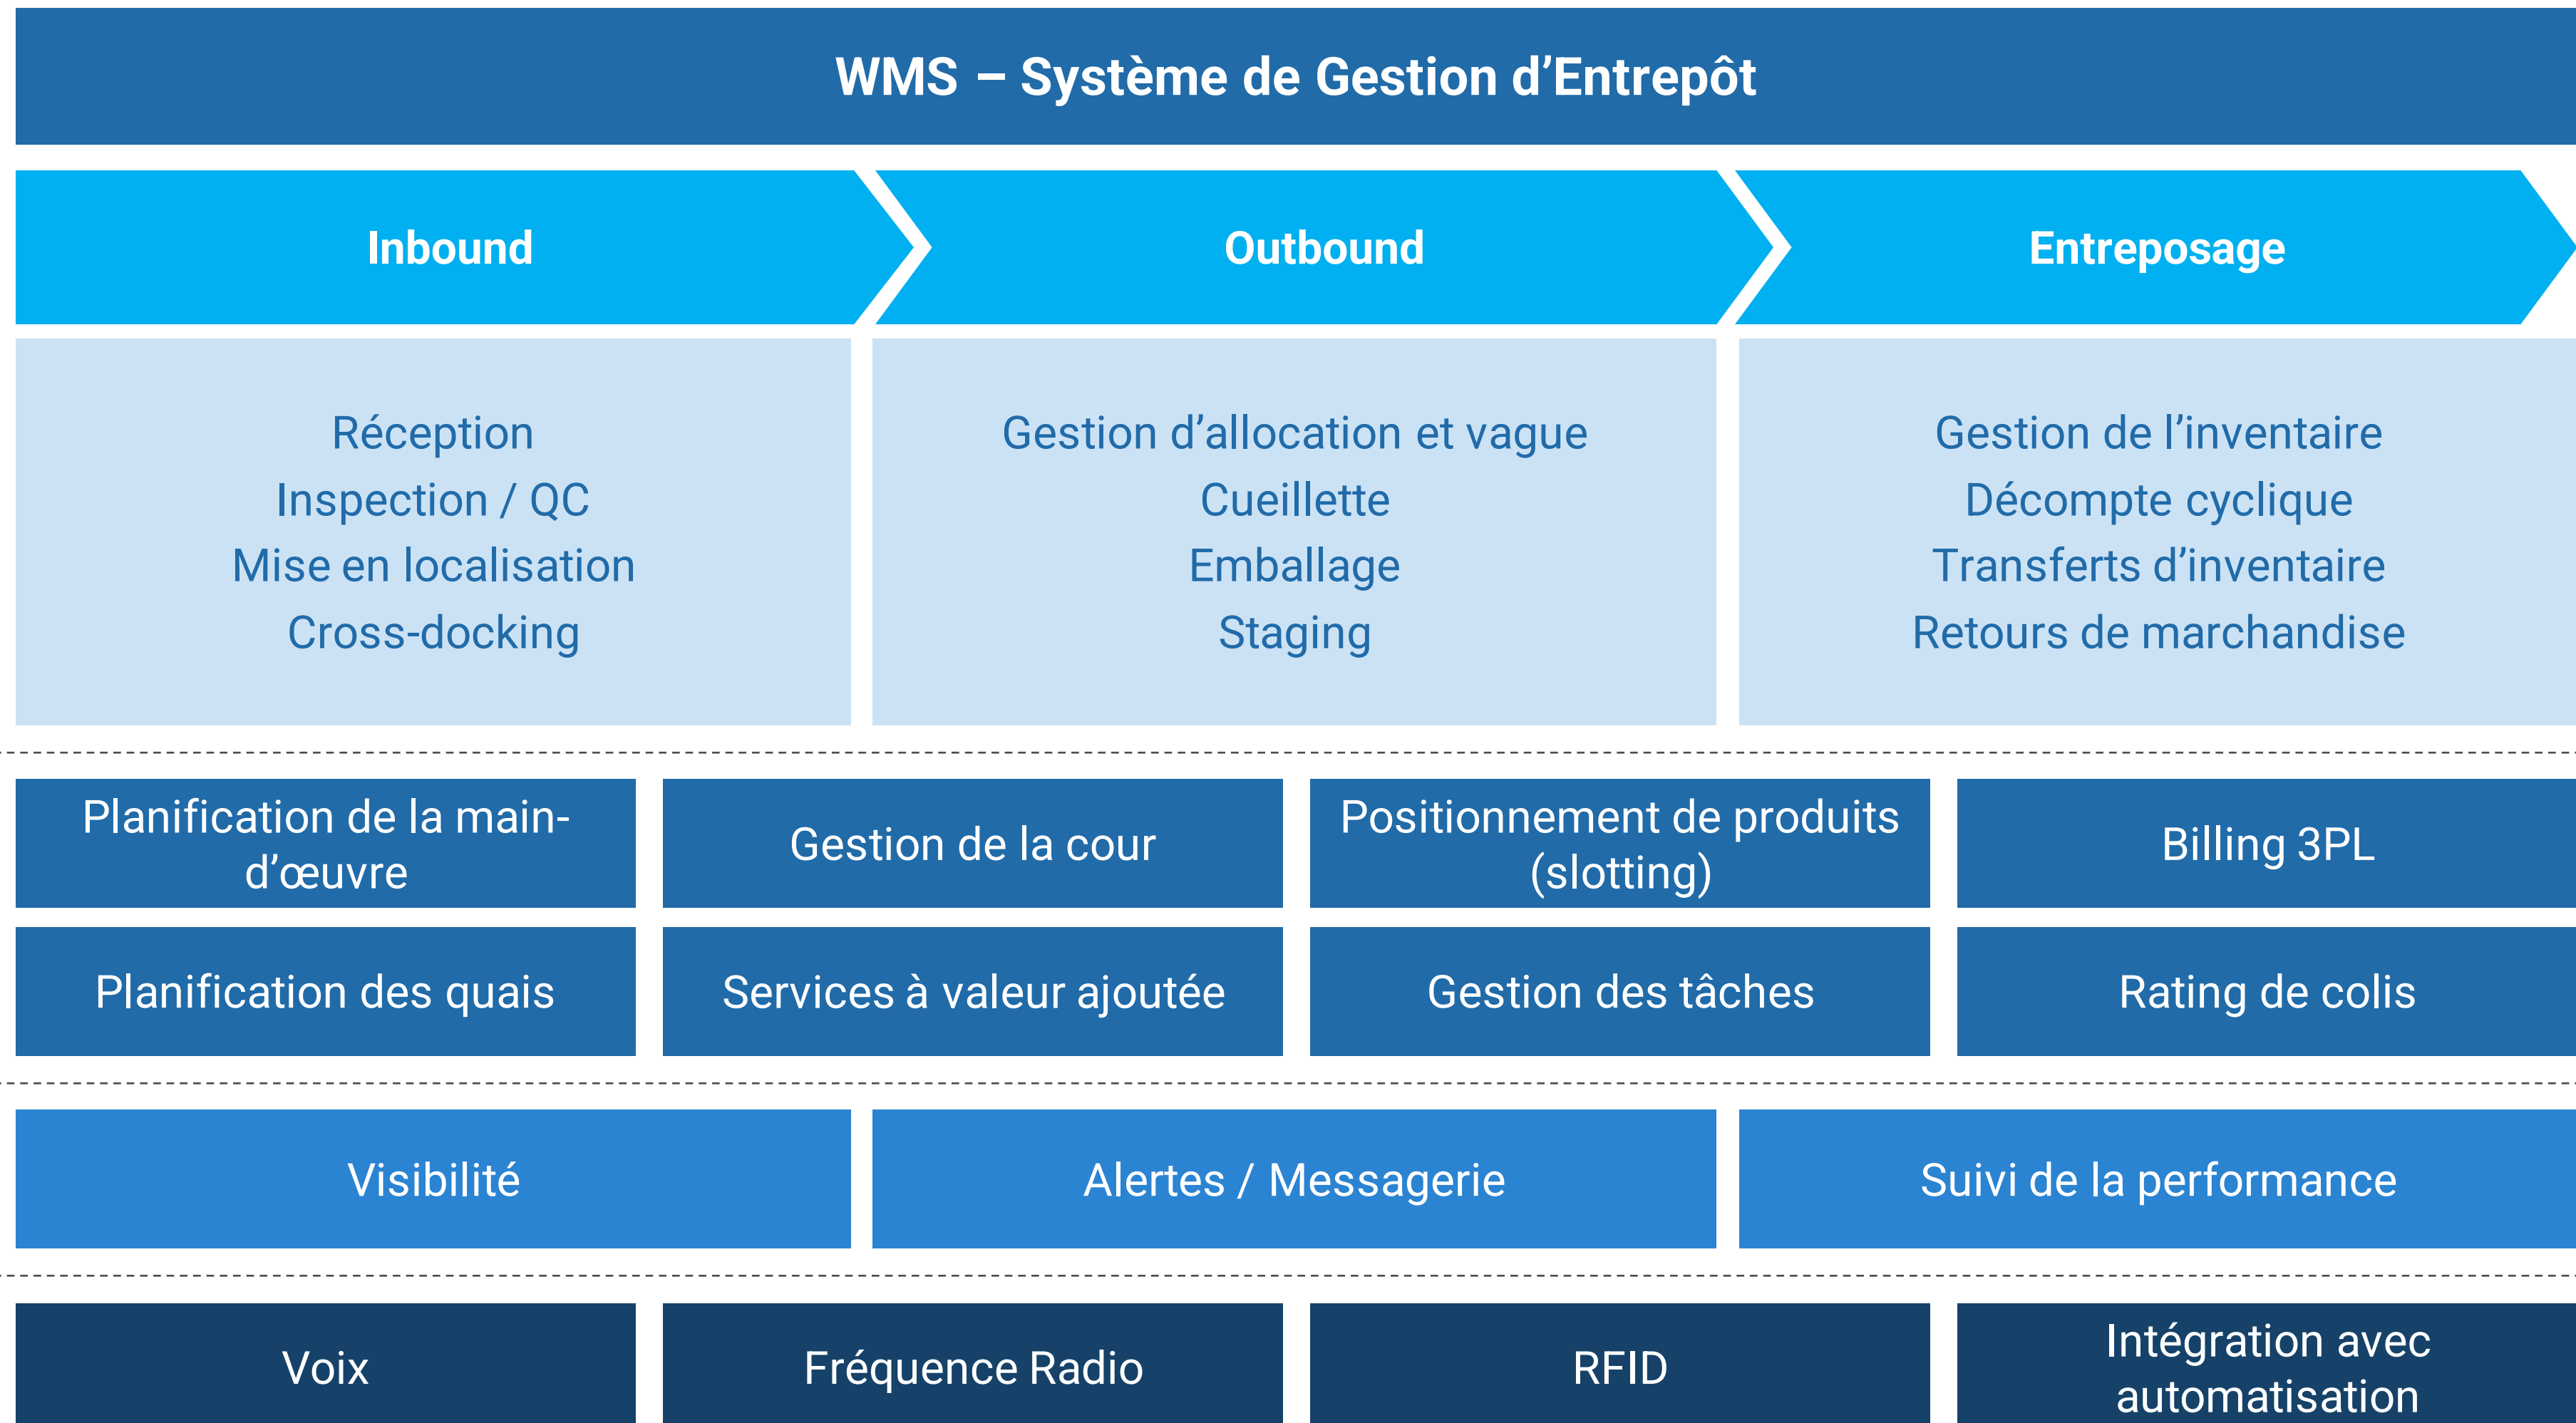 WMS – Système de Gestion d’Entrepôt
Inbound
Outbound
Entreposage
Réception
Inspection / QC
Mise en localisation
Cross-docking
Gestion d’allocation et vague
Cueillette
Emballage
Staging
Gestion de l’inventaire
Décompte cyclique
Transferts d’inventaire
Retours de marchandise
Planification de la main-
d’œuvre
Gestion de la cour
Positionnement de produits
(slotting)
Billing 3PL
Planification des quais
Services à valeur ajoutée
Gestion des tâches
Rating de colis
Visibilité
Alertes / Messagerie
Suivi de la performance
Voix
Fréquence Radio
RFID
Intégration avec
automatisation